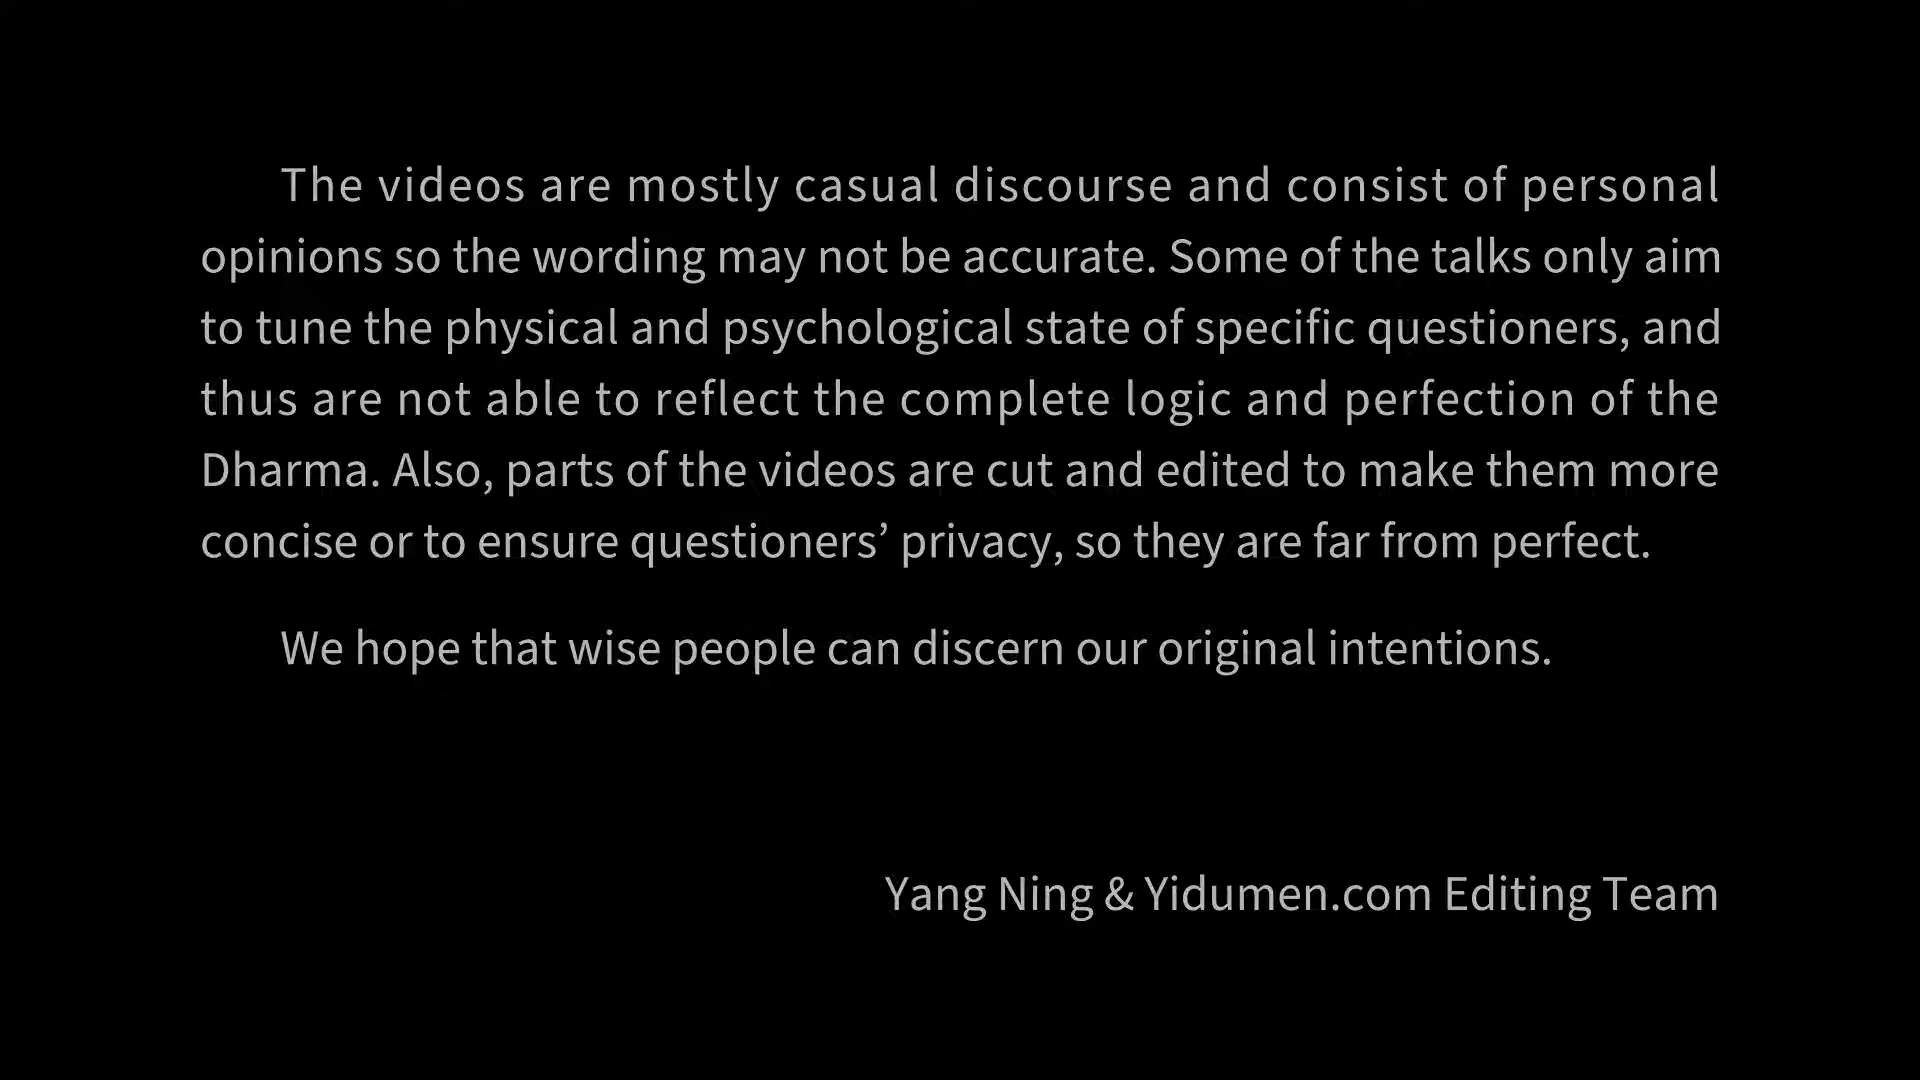 The videos are mostly casual discourse and consist of personal
opinions so the wording may not be accurate. Some of the talks only aim
to tune the physical and psychological state of specific questioners, and
thus are not able to reflect the complete logic and perfection of the
Dharma. Also, parts of the videos are cut and edited to make them more
concise or to ensure questioners’ privacy, so they are far from perfect.
We hope that wise people can discern our original intentions.
Yang Ning & Yidumen.com Editing Team